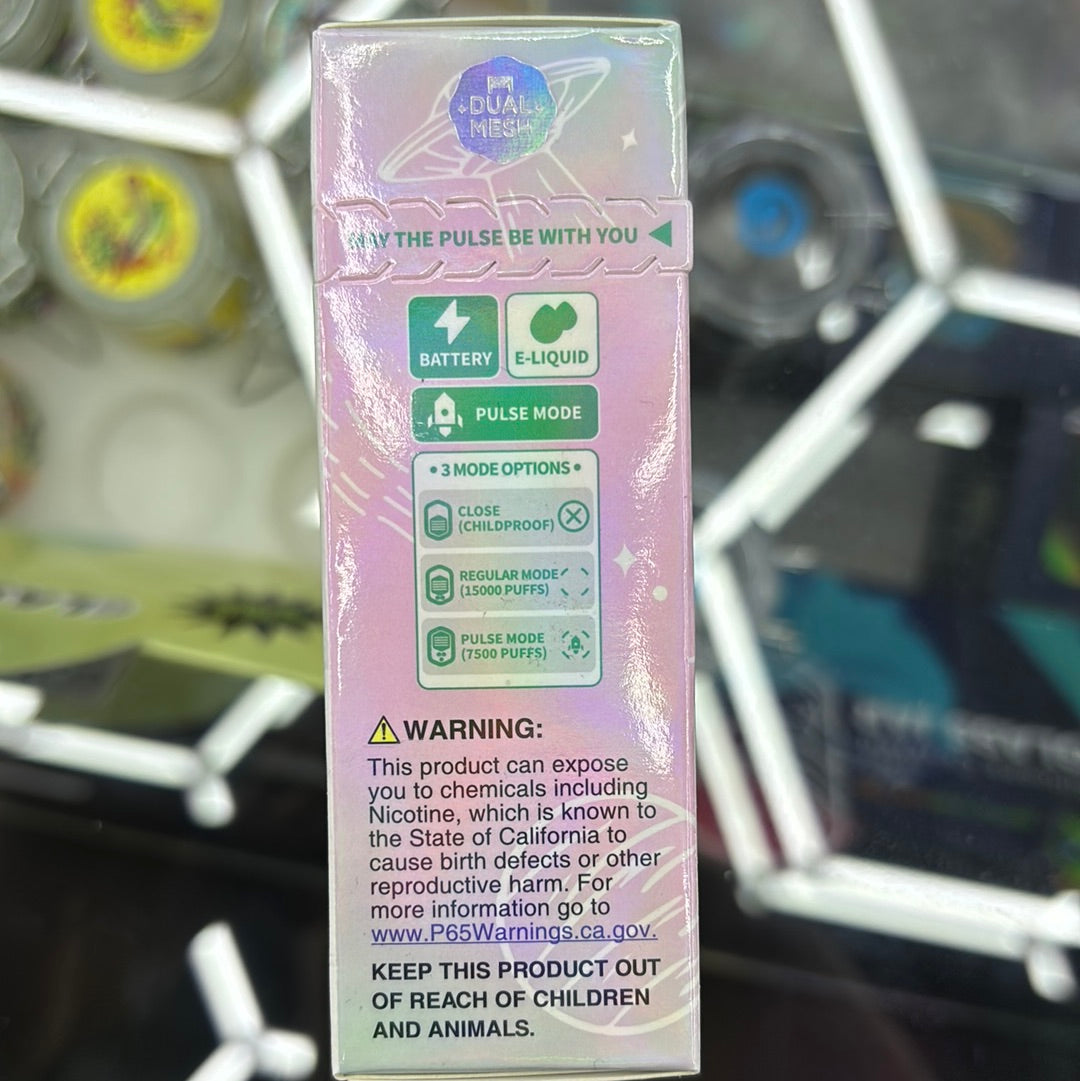 DUAL
MESH
MAY THE PULSE BE WITH YOU
BATTERY
E-LIQUID
PULSE MODE
• 3 MODE OPTIONS •
CLOSE
(CHILDPROOF)
REGULAR MODE
(15000 PUFFS)
PULSE MODE
(7500 PUFFS)
WARNING:
This product can expose
you to chemicals including
Nicotine, which is known to
the State of California to
cause birth defects or other
reproductive harm. For
more information go to
www.P65Warnings.ca.gov.
KEEP THIS PRODUCT OUT
OF REACH OF CHILDREN
AND ANIMALS.